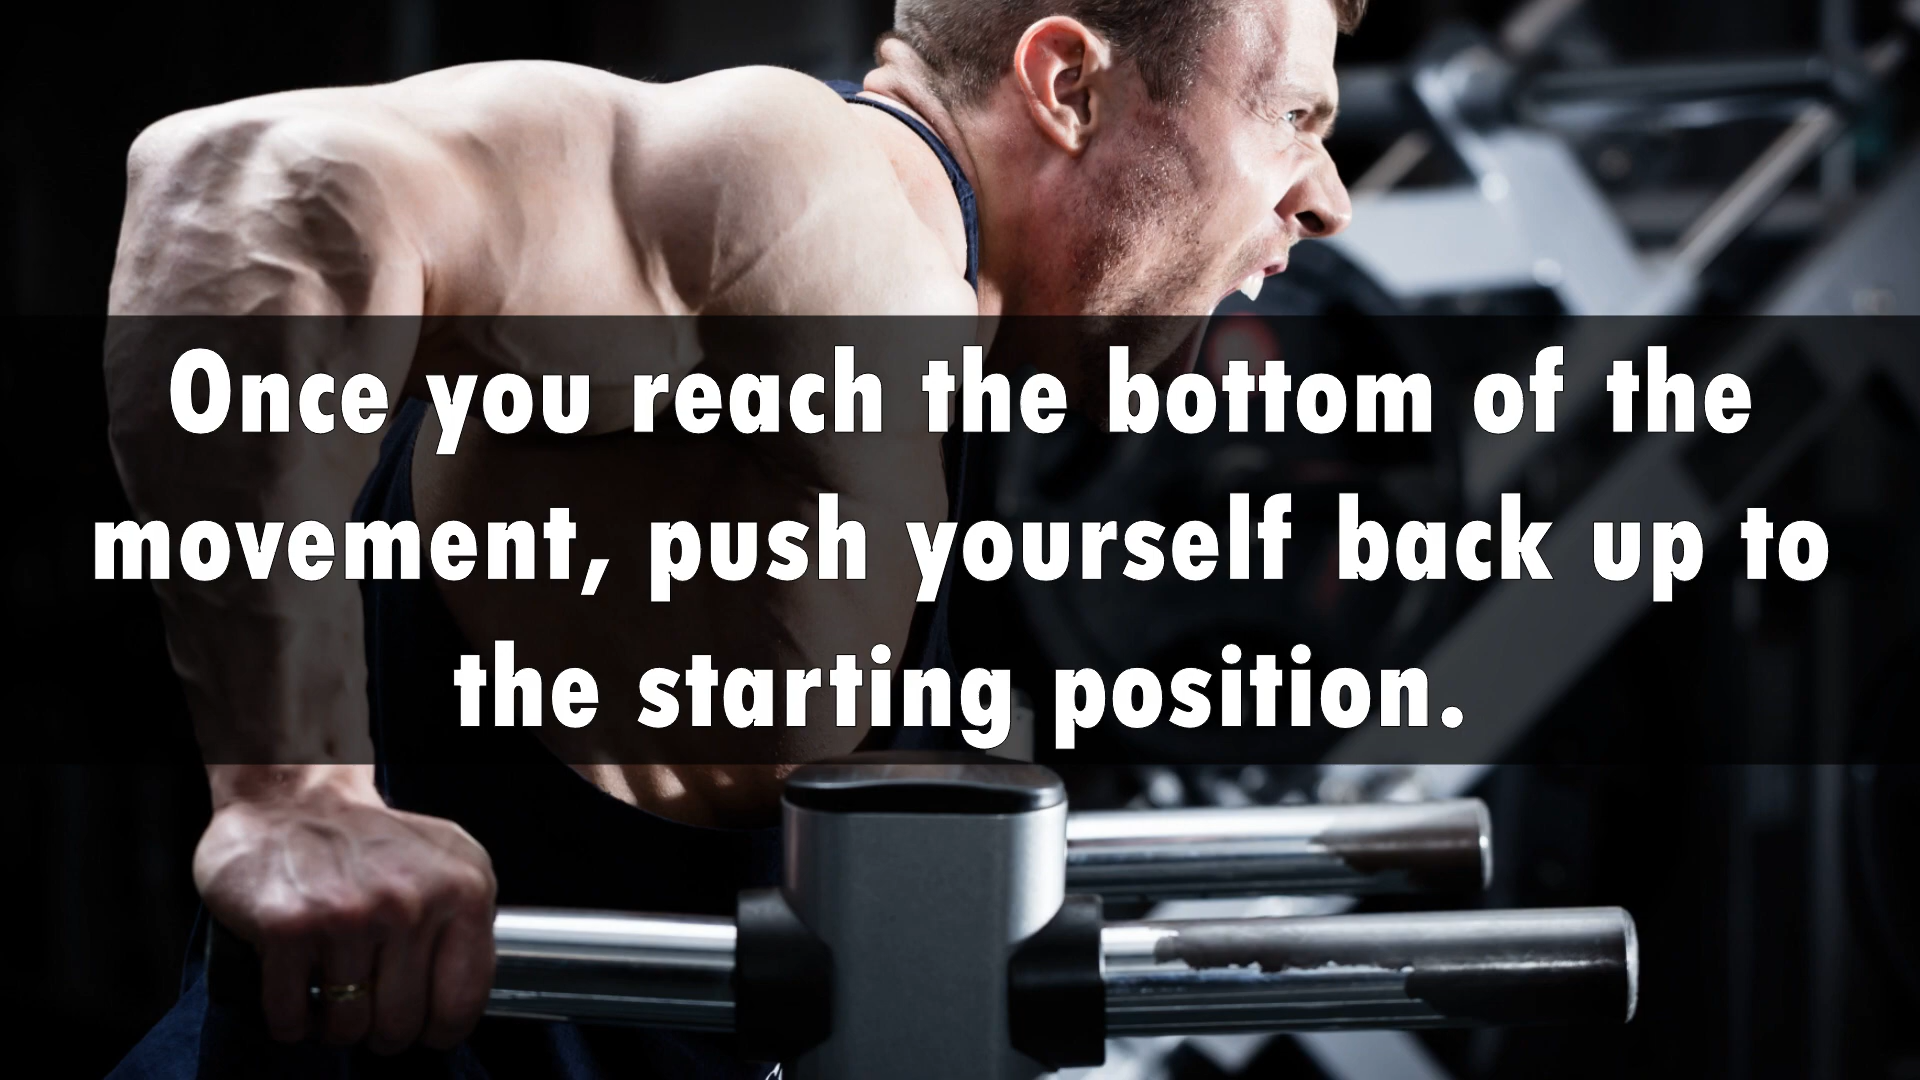 Once you reach the bottom of the
movement, push yourself back up to
the starting position.